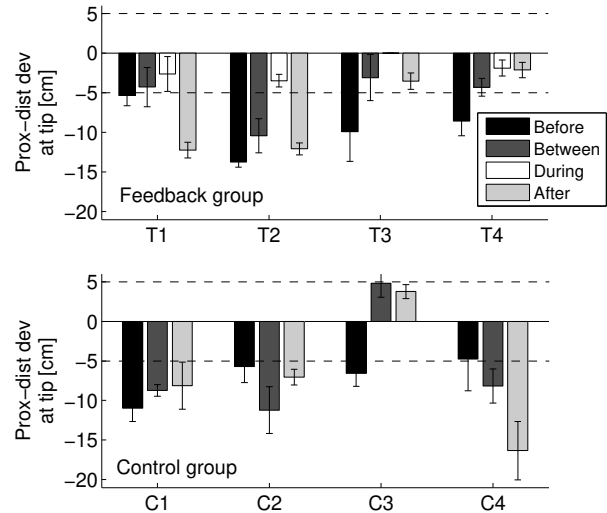 Prox−dist dev
at tip [cm]
5
0
−5
−10
−15
−20
Feedback group
T1 T2 T3 T4
Before
Between
During
After
Prox−dist dev
at tip [cm]
5
0
−5
−10
−15
−20
Control group
C1 C2 C3 C4